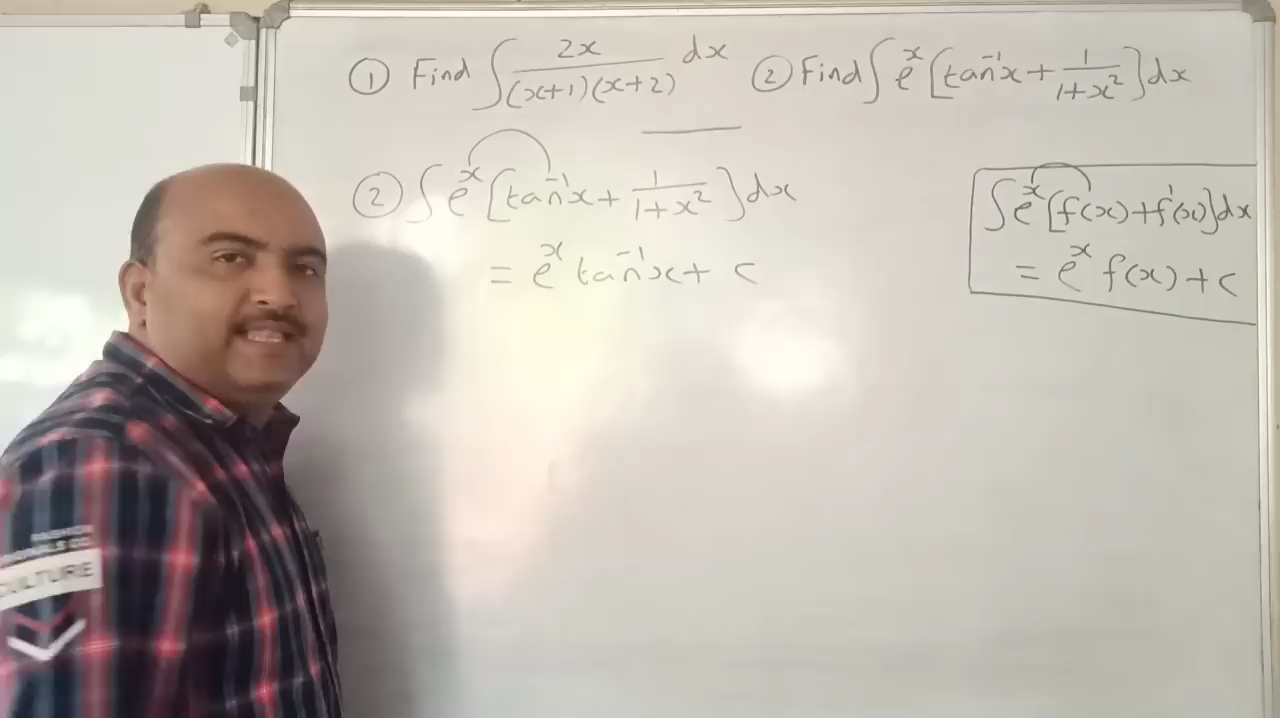 ① Find ∫ 2x/(x+1)(x+2) dx ② Find ∫ eˣ [tan⁻¹x + 1/1+x²] dx
② ∫ eˣ [tan⁻¹x + 1/1+x²] dx
= eˣ tan⁻¹x + c
∫ eˣ [f(x) + f'(x)] dx
= eˣ f(x) + c
CULTURE